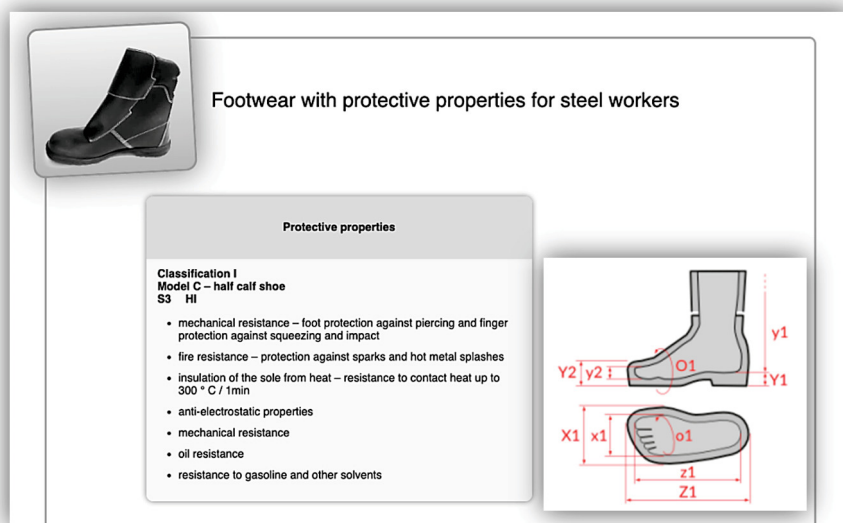 Footwear with protective properties for steel workers
Protective properties
Classification I
Model C – half calf shoe
S3 HI
• mechanical resistance – foot protection against piercing and finger
protection against squeezing and impact
• fire resistance – protection against sparks and hot metal splashes
• insulation of the sole from heat – resistance to contact heat up to
300 ° C / 1min
• anti-electrostatic properties
• mechanical resistance
• oil resistance
• resistance to gasoline and other solvents
y1
Y2 y2 O1 Y1
X1 x1 o1
z1
Z1